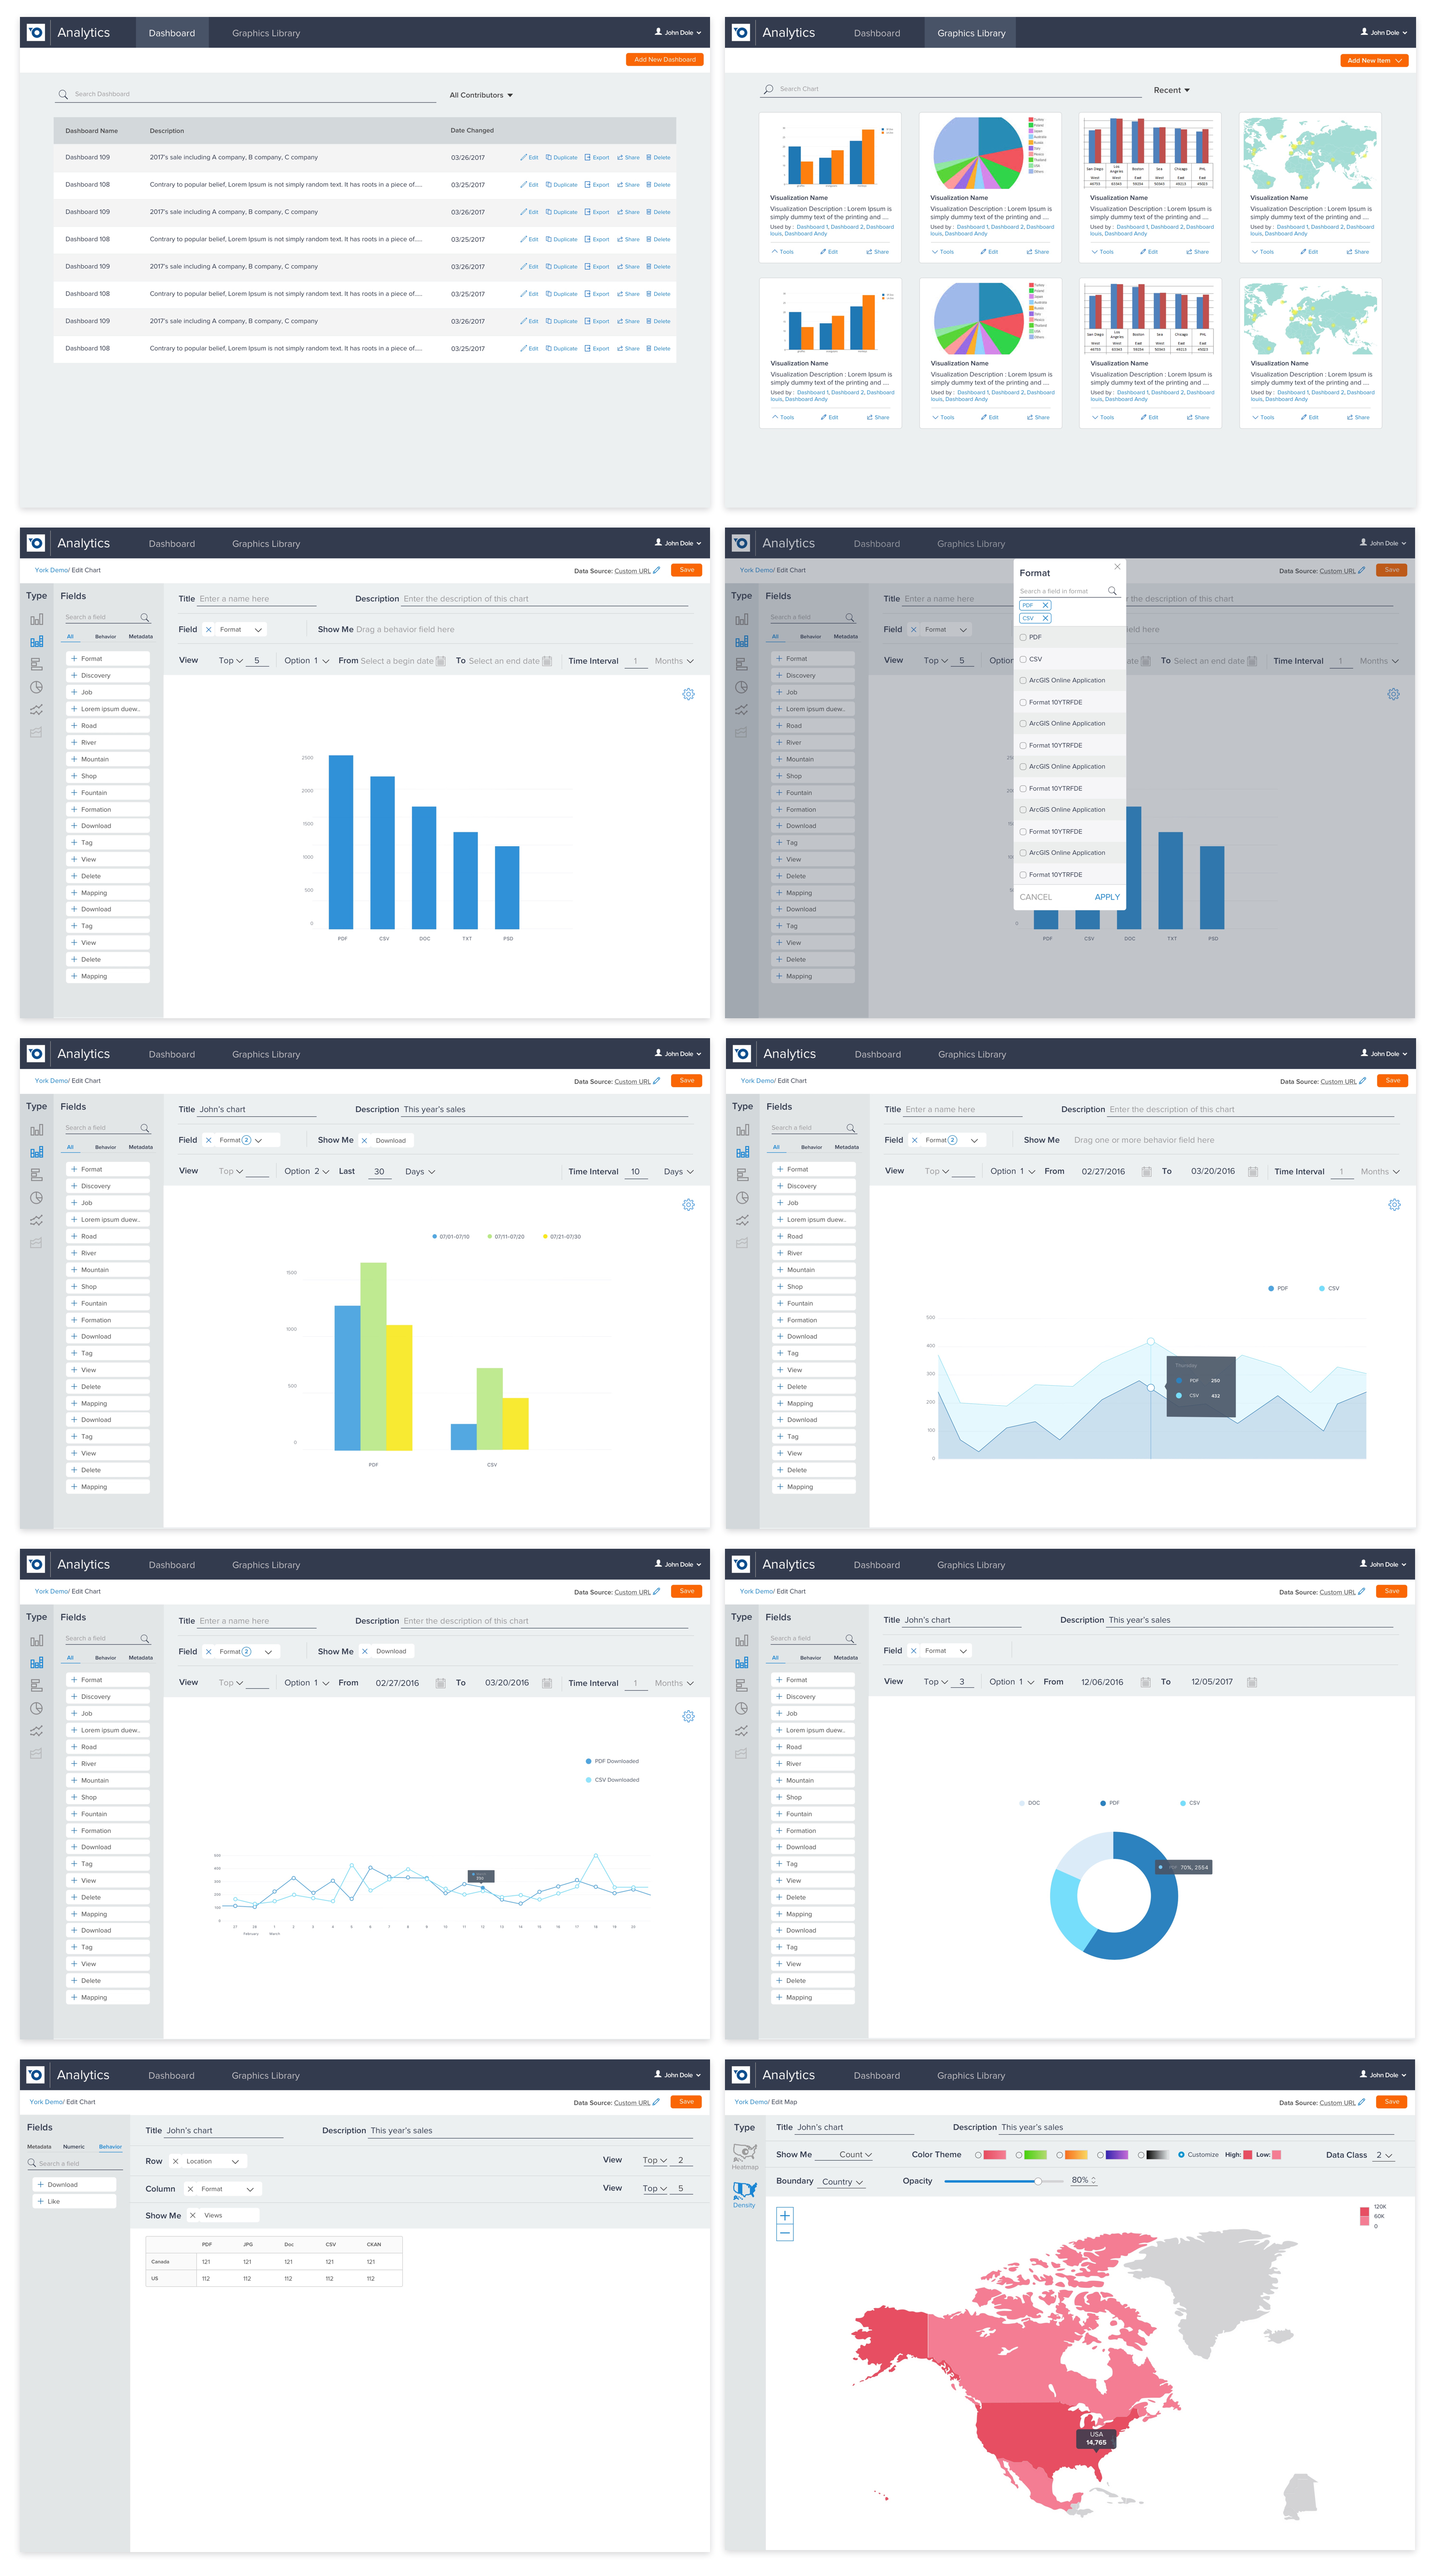 Analytics
Dashboard
Graphics Library
John Dole
Add New Dashboard
Search Dashboard
All Contributors
Dashboard Name Description Date Changed
Dashboard 109 2017's sale including A company, B company, C company 03/26/2017 Edit Duplicate Export Share Delete
Dashboard 108 Contrary to popular belief, Lorem Ipsum is not simply random text. It has roots in a piece of..... 03/25/2017 Edit Duplicate Export Share Delete
Dashboard 109 2017's sale including A company, B company, C company 03/26/2017 Edit Duplicate Export Share Delete
Dashboard 108 Contrary to popular belief, Lorem Ipsum is not simply random text. It has roots in a piece of..... 03/25/2017 Edit Duplicate Export Share Delete
Dashboard 109 2017's sale including A company, B company, C company 03/26/2017 Edit Duplicate Export Share Delete
Dashboard 108 Contrary to popular belief, Lorem Ipsum is not simply random text. It has roots in a piece of..... 03/25/2017 Edit Duplicate Export Share Delete
Dashboard 109 2017's sale including A company, B company, C company 03/26/2017 Edit Duplicate Export Share Delete
Dashboard 108 Contrary to popular belief, Lorem Ipsum is not simply random text. It has roots in a piece of..... 03/25/2017 Edit Duplicate Export Share Delete
Analytics Dashboard Graphics Library John Dole
Add New Item
Search Chart
Recent
Visualization Name Visualization Name Visualization Name Visualization Name
Visualization Description : Lorem Ipsum is simply dummy text of the printing and ....
Used by : Dashboard 1, Dashboard 2, Dashboard louis, Dashboard Andy
Tools Edit Share
Visualization Description : Lorem Ipsum is simply dummy text of the printing and ....
Used by : Dashboard 1, Dashboard 2, Dashboard louis, Dashboard Andy
Tools Edit Share
Visualization Description : Lorem Ipsum is simply dummy text of the printing and ....
Used by : Dashboard 1, Dashboard 2, Dashboard louis, Dashboard Andy
Tools Edit Share
Visualization Description : Lorem Ipsum is simply dummy text of the printing and ....
Used by : Dashboard 1, Dashboard 2, Dashboard louis, Dashboard Andy
Tools Edit Share
Visualization Name Visualization Name Visualization Name Visualization Name
Visualization Description : Lorem Ipsum is simply dummy text of the printing and ....
Used by : Dashboard 1, Dashboard 2, Dashboard louis, Dashboard Andy
Tools Edit Share
Visualization Description : Lorem Ipsum is simply dummy text of the printing and ....
Used by : Dashboard 1, Dashboard 2, Dashboard louis, Dashboard Andy
Tools Edit Share
Visualization Description : Lorem Ipsum is simply dummy text of the printing and ....
Used by : Dashboard 1, Dashboard 2, Dashboard louis, Dashboard Andy
Tools Edit Share
Visualization Description : Lorem Ipsum is simply dummy text of the printing and ....
Used by : Dashboard 1, Dashboard 2, Dashboard louis, Dashboard Andy
Tools Edit Share
Analytics Dashboard Graphics Library John Dole
York Demo/ Edit Chart Data Source: Custom URL Save
Type Fields
Search a field
All Behavior Metadata
Format
Discovery
Job
Lorem ipsum duew..
Road
River
Mountain
Shop
Fountain
Formation
Download
Tag
View
Delete
Mapping
Download
Tag
View
Delete
Mapping
Title Enter a name here Description Enter the description of this chart
Field Format Show Me Drag a behavior field here
View Top 5 Option 1 From Select a begin date To Select an end date Time Interval 1 Months
2500
2000
1500
1000
500
0
PDF CSV DOC TXT PSD
Analytics Dashboard Graphics Library John Dole
York Demo/ Edit Chart Data Source: Custom URL Save
Type Fields
Search a field
All Behavior Metadata
Format
Discovery
Job
Lorem ipsum duew..
Road
River
Mountain
Shop
Fountain
Formation
Download
Tag
View
Delete
Mapping
Download
Tag
View
Delete
Mapping
Title Enter a name here
Field Format
View Top 5 Option
To Select an end date Time Interval 1 Months
Format
Search a field in format
PDF
CSV
PDF
CSV
ArcGIS Online Application
Format 10YTRFDE
ArcGIS Online Application
Format 10YTRFDE
ArcGIS Online Application
Format 10YTRFDE
ArcGIS Online Application
Format 10YTRFDE
ArcGIS Online Application
Format 10YTRFDE
CANCEL APPLY
PDF CSV DOC TXT PSD
Analytics Dashboard Graphics Library John Dole
York Demo/ Edit Chart Data Source: Custom URL Save
Type Fields
Search a field
All Behavior Metadata
Format
Discovery
Job
Lorem ipsum duew..
Road
River
Mountain
Shop
Fountain
Formation
Download
Tag
View
Delete
Mapping
Download
Tag
View
Delete
Mapping
Title John's chart Description This year's sales
Field Format 2 Show Me Download
View Top Option 2 Last 30 Days Time Interval 10 Days
07/01-07/10 07/11-07/20 07/21-07/30
1500
1000
500
0
PDF CSV
Analytics Dashboard Graphics Library John Dole
York Demo/ Edit Chart Data Source: Custom URL Save
Type Fields
Search a field
All Behavior Metadata
Format
Discovery
Job
Lorem ipsum duew..
Road
River
Mountain
Shop
Fountain
Formation
Download
Tag
View
Delete
Mapping
Download
Tag
View
Delete
Mapping
Title Enter a name here Description Enter the description of this chart
Field Format 2 Show Me Drag one or more behavior field here
View Top Option 1 From 02/27/2016 To 03/20/2016 Time Interval 1 Months
PDF CSV
500
400
300
200
100
0
Thursday
PDF 250
CSV 432
Analytics Dashboard Graphics Library John Dole
York Demo/ Edit Chart Data Source: Custom URL Save
Type Fields
Search a field
All Behavior Metadata
Format
Discovery
Job
Lorem ipsum duew..
Road
River
Mountain
Shop
Fountain
Formation
Download
Tag
View
Delete
Mapping
Download
Tag
View
Delete
Mapping
Title Enter a name here Description Enter the description of this chart
Field Format 2 Show Me Download
View Top Option 1 From 02/27/2016 To 03/20/2016 Time Interval 1 Months
PDF Downloaded
CSV Downloaded
27 28 1 2 3 4 5 6 7 8 9 10 11 12 13 14 15 16 17 18 19 20
February March
Analytics Dashboard Graphics Library John Dole
York Demo/ Edit Chart Data Source: Custom URL Save
Type Fields
Search a field
All Behavior Metadata
Format
Discovery
Job
Lorem ipsum duew..
Road
River
Mountain
Shop
Fountain
Formation
Download
Tag
View
Delete
Mapping
Download
Tag
View
Delete
Mapping
Title John's chart Description This year's sales
Field Format
View Top 3 Option 1 From 12/06/2016 To 12/05/2017
DOC PDF CSV
70%, 2554
Analytics Dashboard Graphics Library John Dole
York Demo/ Edit Chart Data Source: Custom URL Save
Fields
Metadata Numeric Behavior
Search a field
Download
Like
Title John's chart Description This year's sales
Row Location View Top 2
Column Format View Top 5
Show Me Views
PDF JPG Doc CSV CKAN
Canada 121 121 121 121 121
US 112 112 112 112 112
Analytics Dashboard Graphics Library John Dole
York Demo/ Edit Map Data Source: Custom URL Save
Type
Heatmap
Density
Title John's chart Description This year's sales
Show Me Count Color Theme Customize High: Low: Data Class 2
Boundary Country Opacity 80%
120K
60K
0
USA
14,765